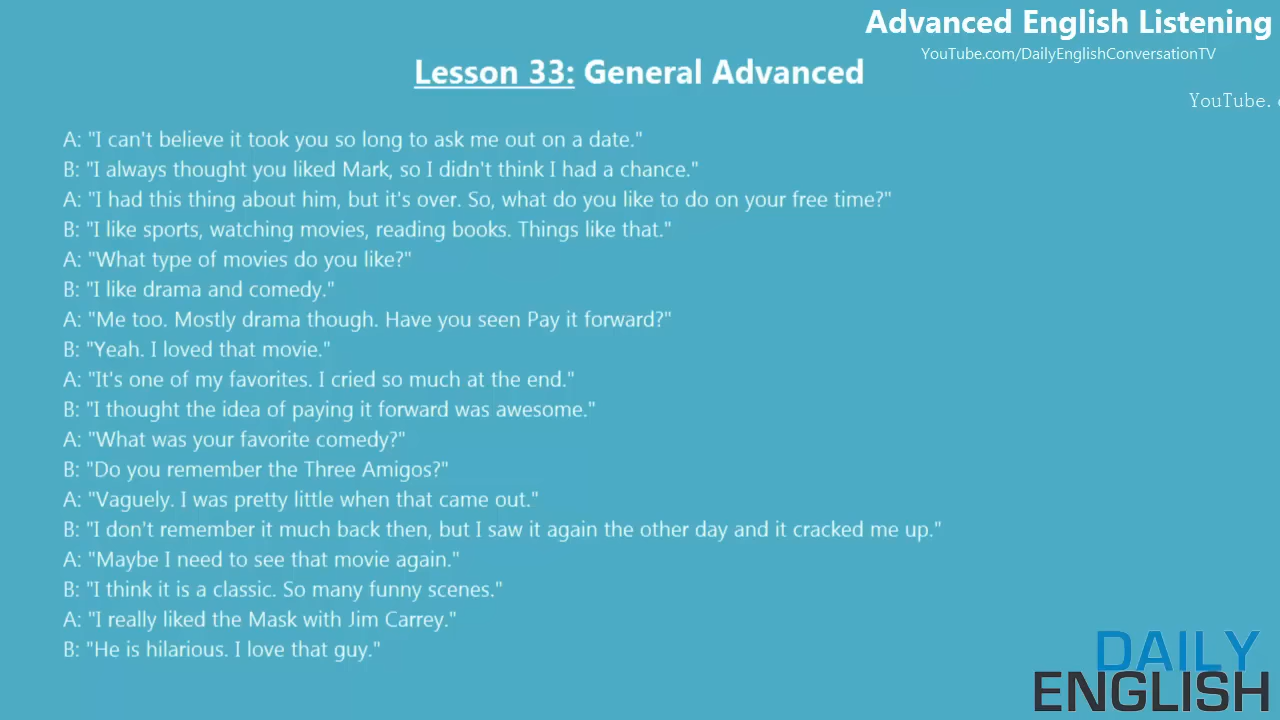 Advanced English Listening
YouTube.com/DailyEnglishConversationTV
Lesson 33: General Advanced
YouTube.
A: "I can't believe it took you so long to ask me out on a date."
B: "I always thought you liked Mark, so I didn't think I had a chance."
A: "I had this thing about him, but it's over. So, what do you like to do on your free time?"
B: "I like sports, watching movies, reading books. Things like that."
A: "What type of movies do you like?"
B: "I like drama and comedy."
A: "Me too. Mostly drama though. Have you seen Pay it forward?"
B: "Yeah. I loved that movie."
A: "It's one of my favorites. I cried so much at the end."
B: "I thought the idea of paying it forward was awesome."
A: "What was your favorite comedy?"
B: "Do you remember the Three Amigos?"
A: "Vaguely. I was pretty little when that came out."
B: "I don't remember it much back then, but I saw it again the other day and it cracked me up."
A: "Maybe I need to see that movie again."
B: "I think it is a classic. So many funny scenes."
A: "I really liked the Mask with Jim Carrey."
B: "He is hilarious. I love that guy."
DAILY
ENGLISH